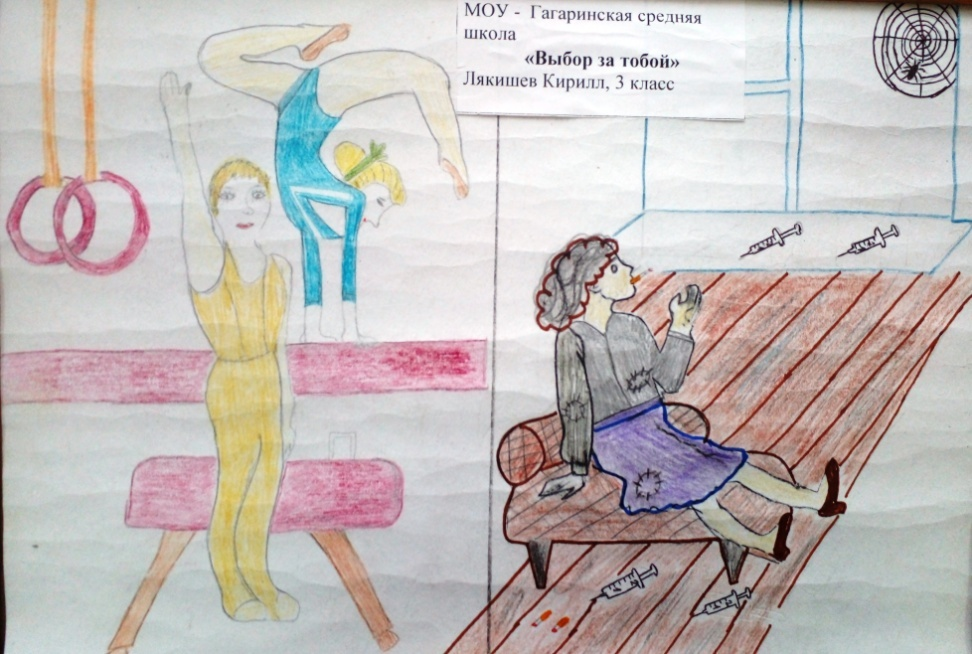 МОУ - Гагаринская средняя
школа
«Выбор за тобой»
Лякишев Кирилл, 3 класс